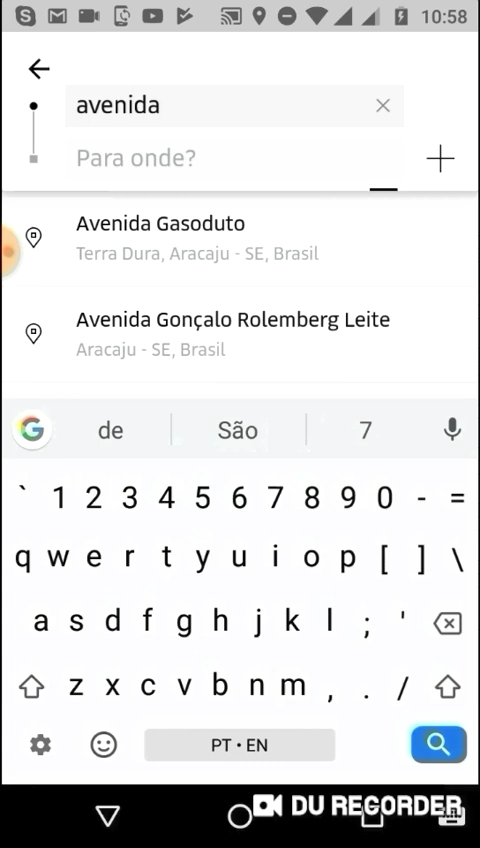 10:58
avenida
Para onde?
Avenida Gasoduto
Terra Dura, Aracaju - SE, Brasil
Avenida Gonçalo Rolemberg Leite
Aracaju - SE, Brasil
de São 7
` 1 2 3 4 5 6 7 8 9 0 - =
q w e r t y u i o p [ ] \
a s d f g h j k l ; '
z x c v b n m , . /
PT • EN
DU RECORDER